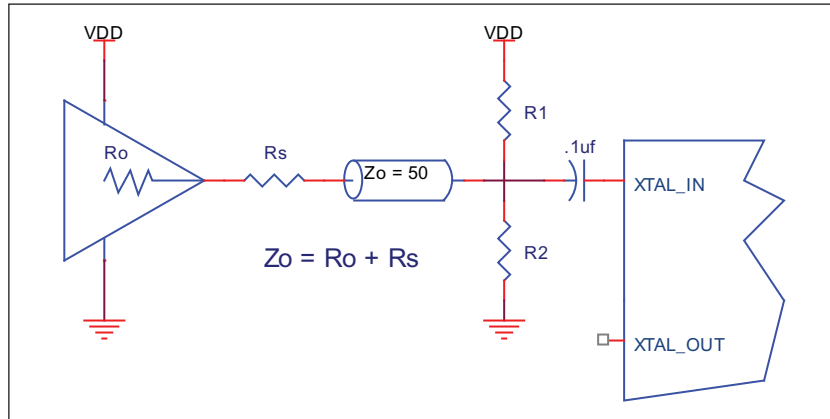 VDD
VDD
R1
Ro
Rs
.1uf
Zo = 50
XTAL_IN
R2
Zo = Ro + Rs
XTAL_OUT